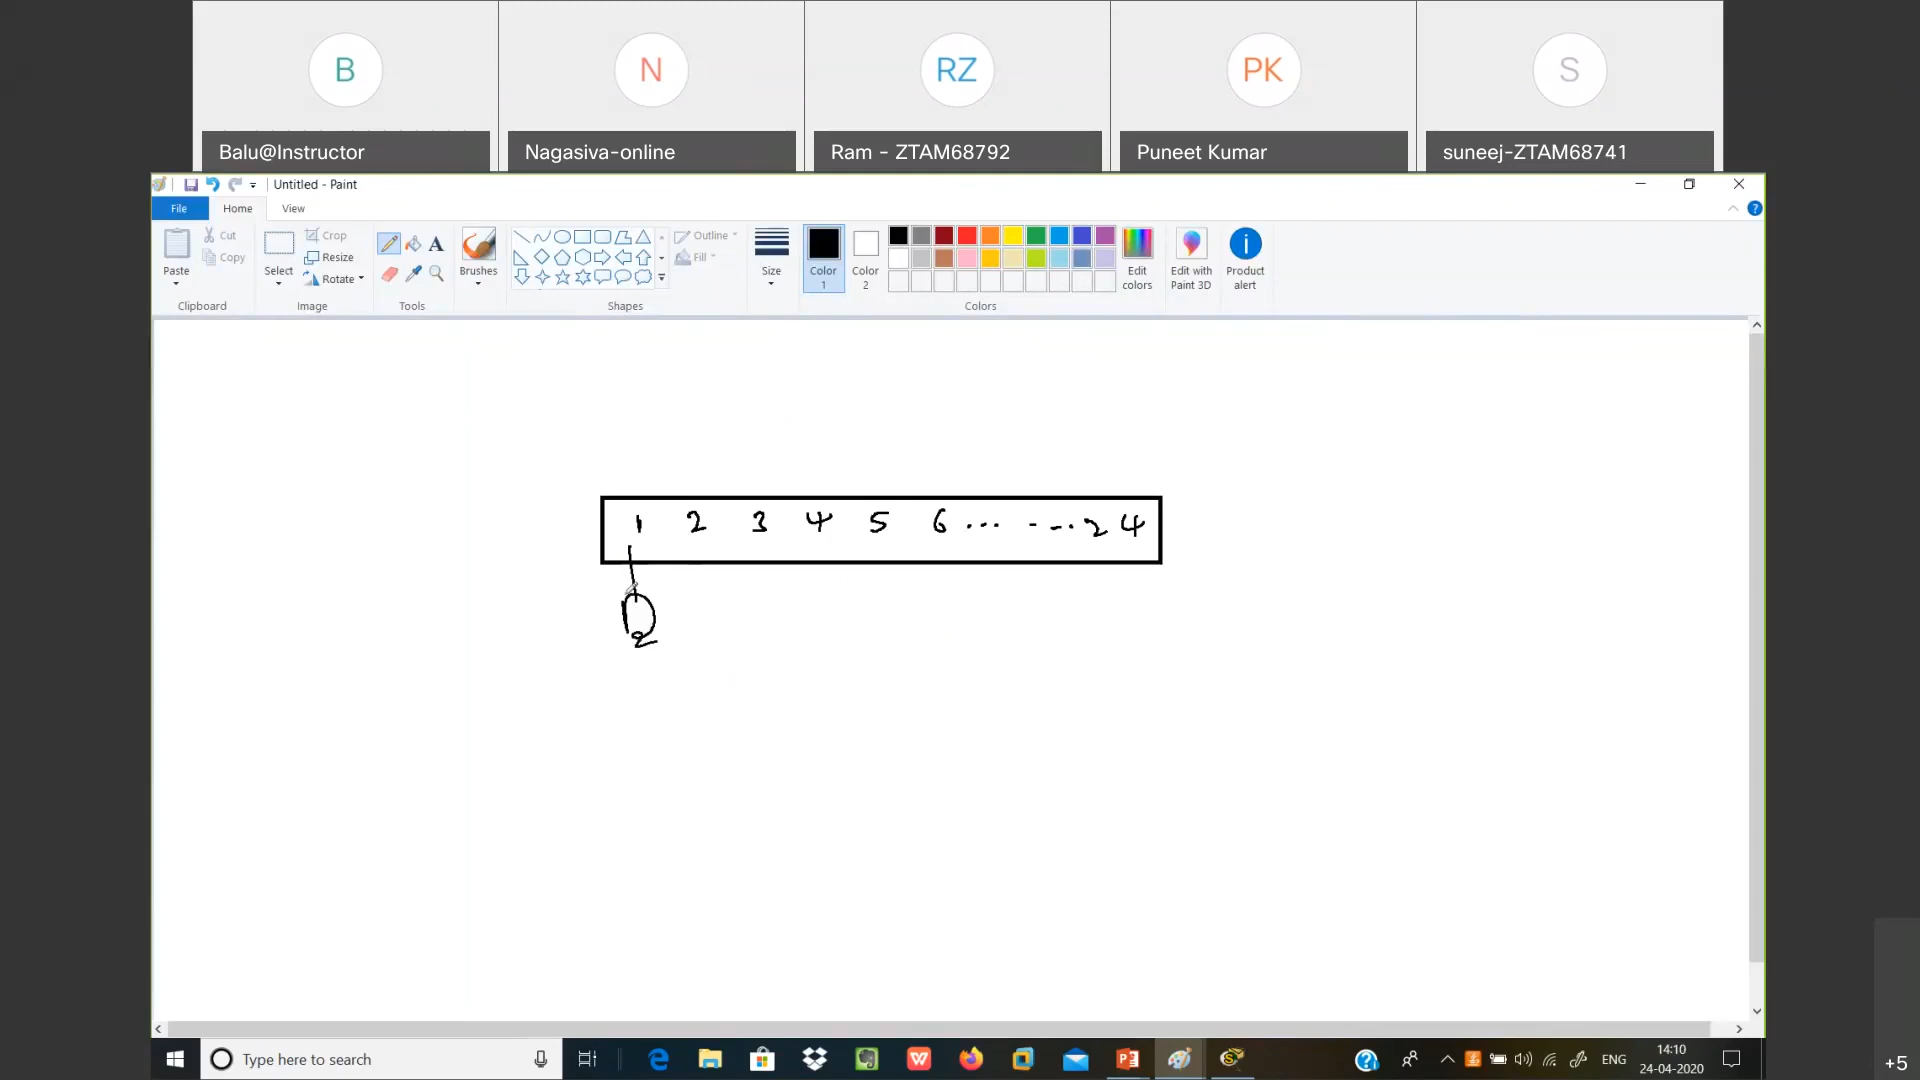 B N RZ PK S
Balu@Instructor Nagasiva-online Ram - ZTAM68792 Puneet Kumar suneej-ZTAM68741
Untitled - Paint
File Home View
Paste Cut Copy Select Crop Resize Rotate A Brushes Outline Fill Size Color 1 Color 2 Edit colors Edit with Paint 3D Product alert
Clipboard Image Tools Shapes Colors
1 2 3 4 5 6 ... - -.. 24
2
Type here to search
W
S
ENG
14:10
24-04-2020
+5